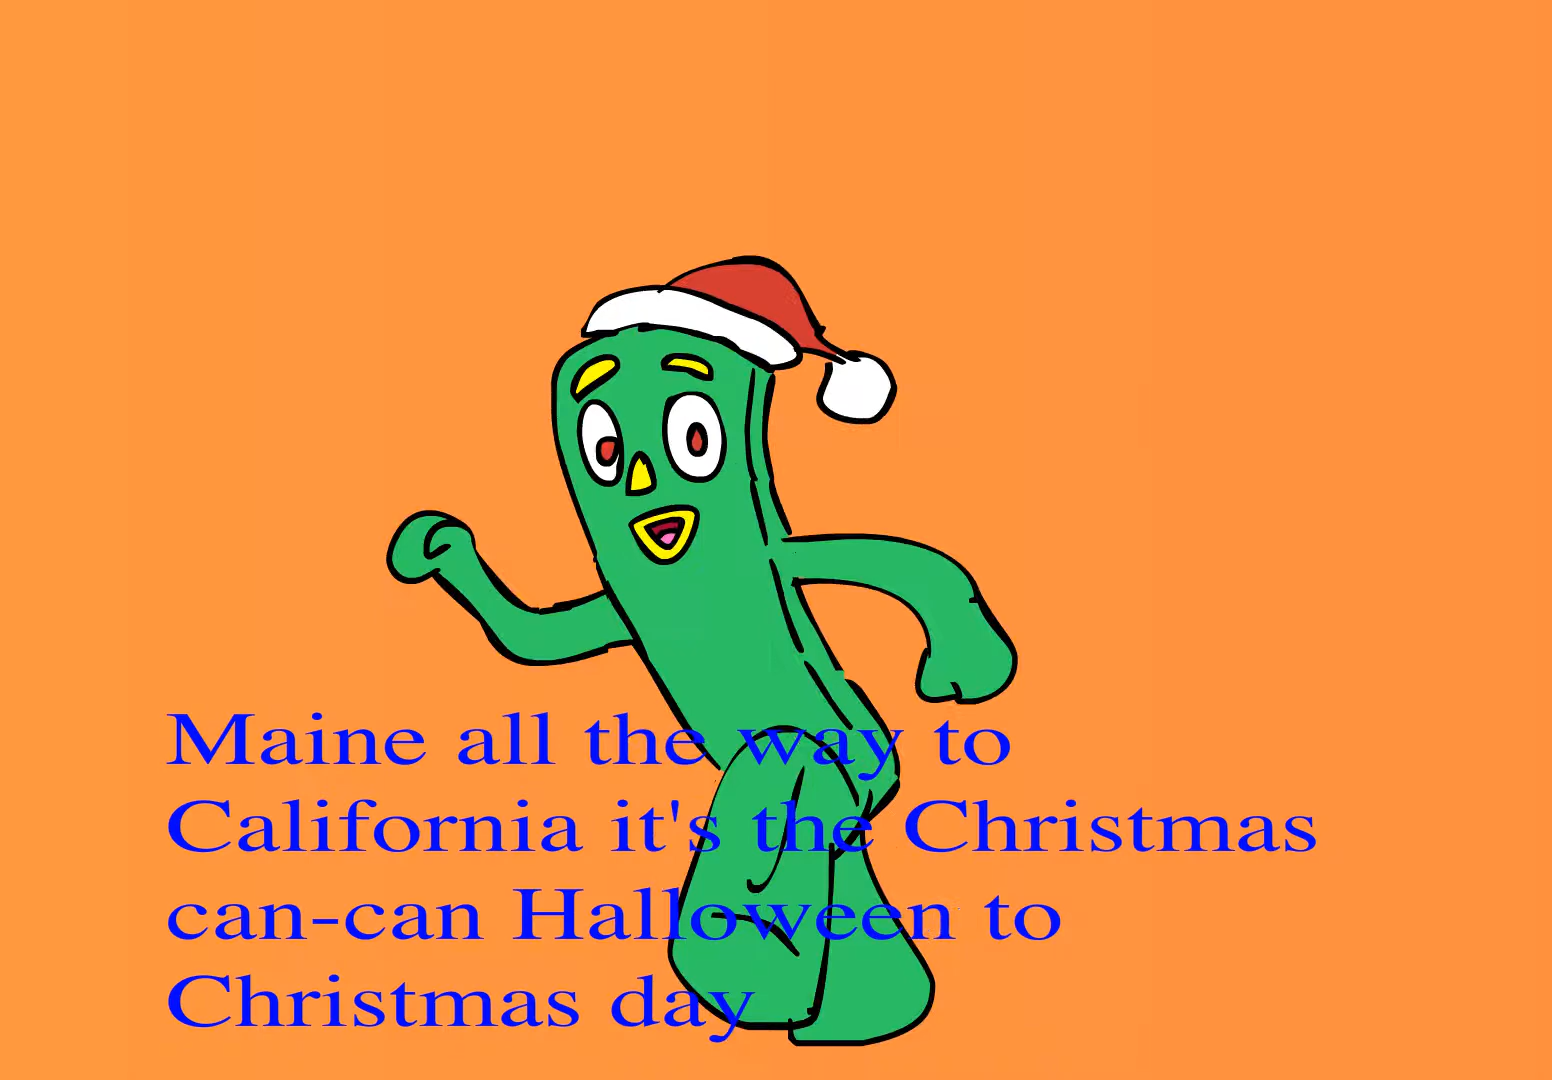 Maine all the way to
California it's the Christmas
can-can Halloween to
Christmas day